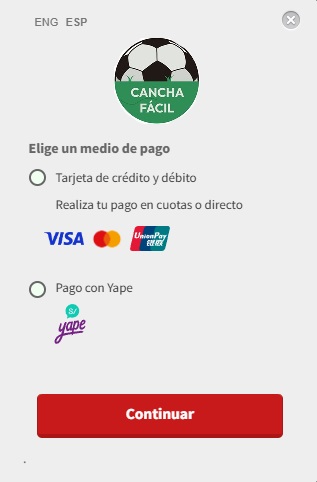 ENG ESP
CANCHA
FÁCIL
Elige un medio de pago
Tarjeta de crédito y débito
Realiza tu pago en cuotas o directo
VISA UnionPay
银联
Pago con Yape
S/
yape
Continuar
.